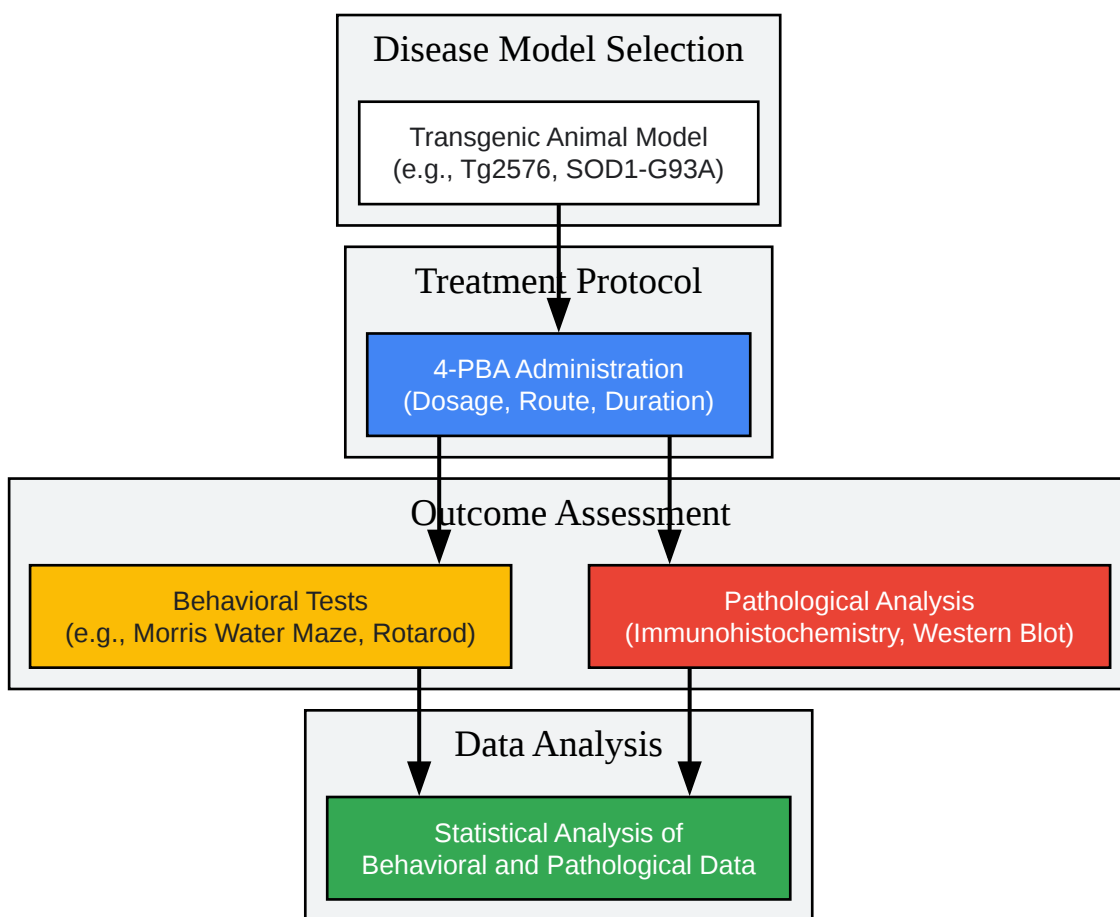 Disease Model Selection
Transgenic Animal Model
(e.g., Tg2576, SOD1-G93A)
Treatment Protocol
4-PBA Administration
(Dosage, Route, Duration)
Outcome Assessment
Behavioral Tests
(e.g., Morris Water Maze, Rotarod)
Pathological Analysis
(Immunohistochemistry, Western Blot)
Data Analysis
Statistical Analysis of
Behavioral and Pathological Data